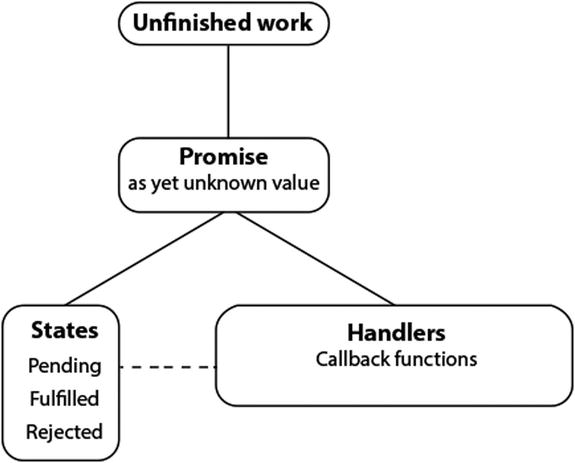 Unfinished work
Promise
as yet unknown value
States
Pending
Fulfilled
Rejected
Handlers
Callback functions